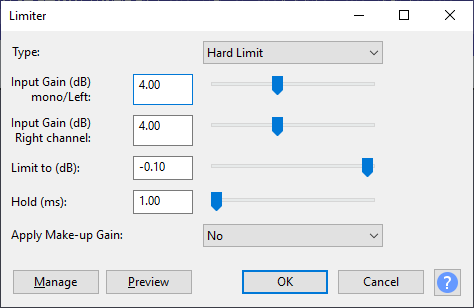 Limiter
Type: Hard Limit
Input Gain (dB)
mono/Left: 4.00
Input Gain (dB)
Right channel: 4.00
Limit to (dB): -0.10
Hold (ms): 1.00
Apply Make-up Gain: No
Manage Preview OK Cancel ?